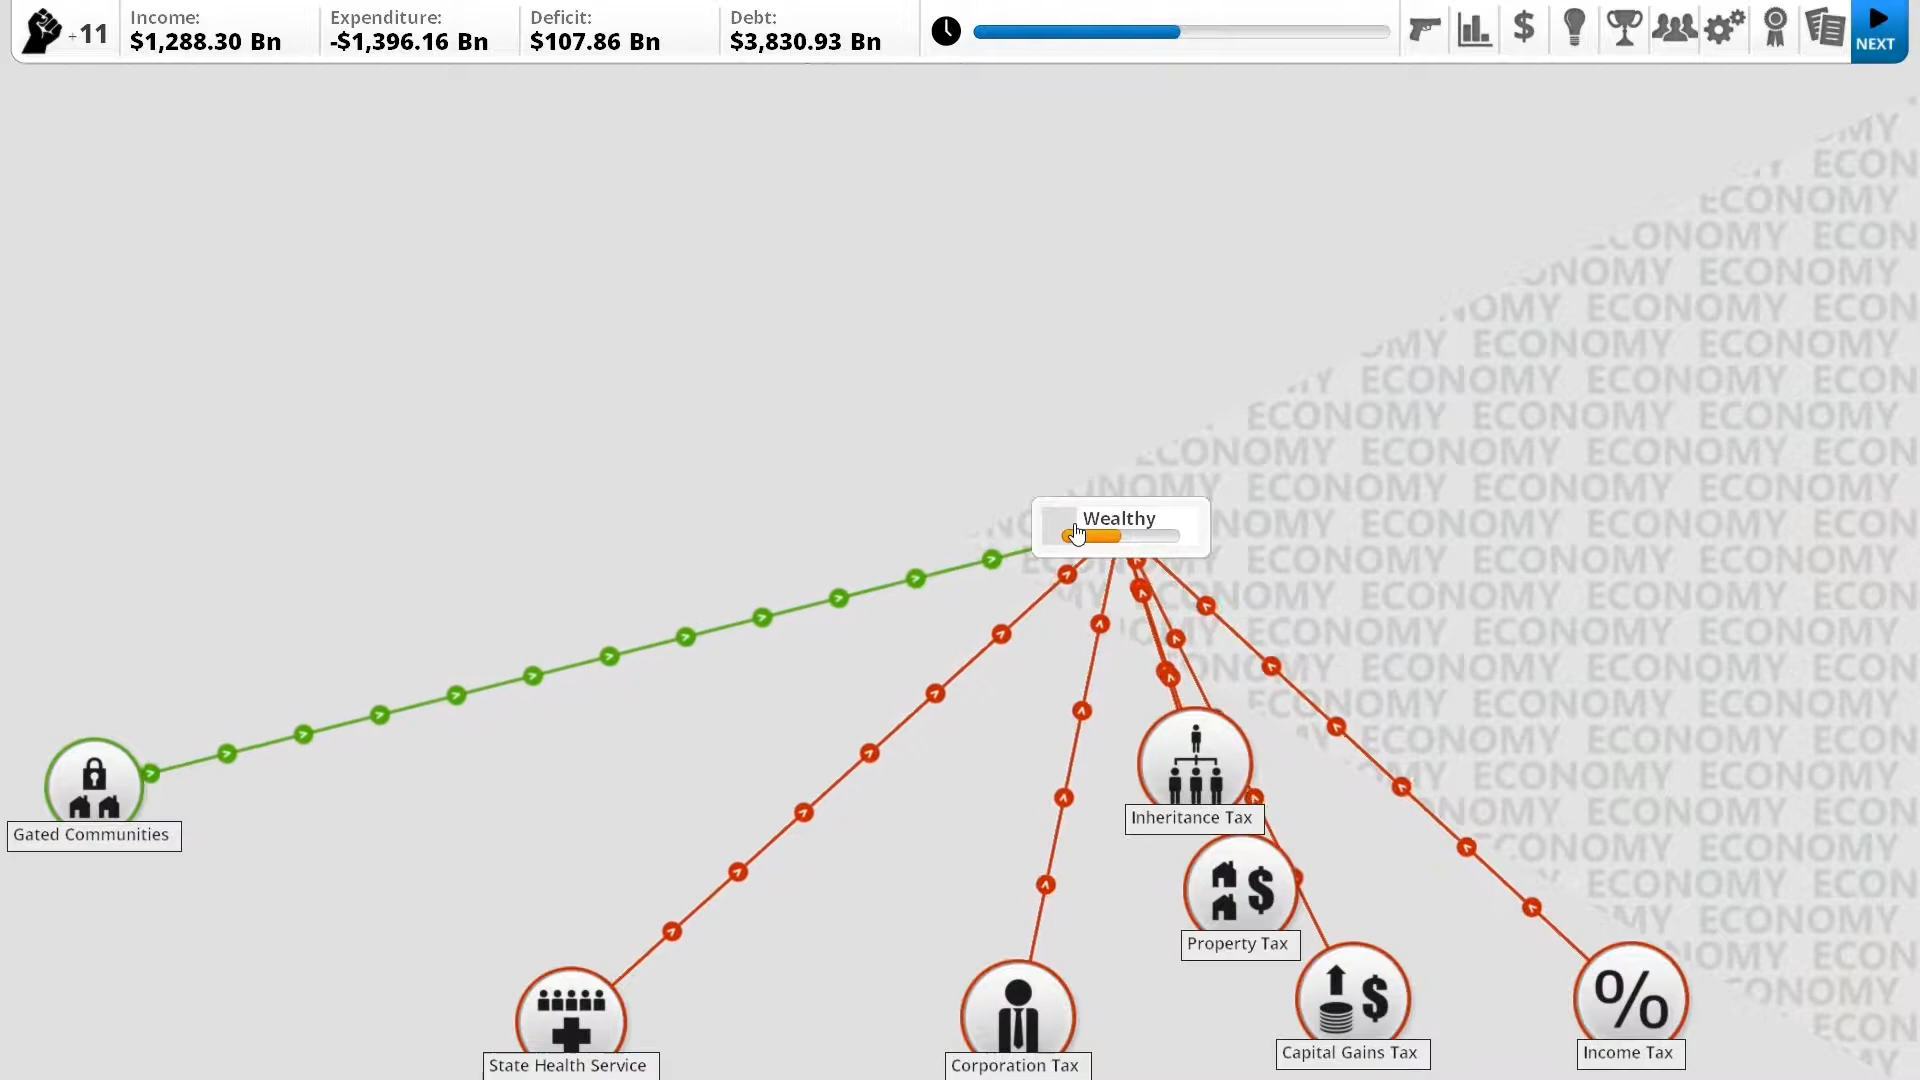 +11
Income:
$1,288.30 Bn
Expenditure:
-$1,396.16 Bn
Deficit:
$107.86 Bn
Debt:
$3,830.93 Bn
NEXT
Wealthy
Gated Communities
State Health Service
Corporation Tax
Inheritance Tax
Property Tax
Capital Gains Tax
Income Tax
%
ECONOMY ECONOMY ECONOMY